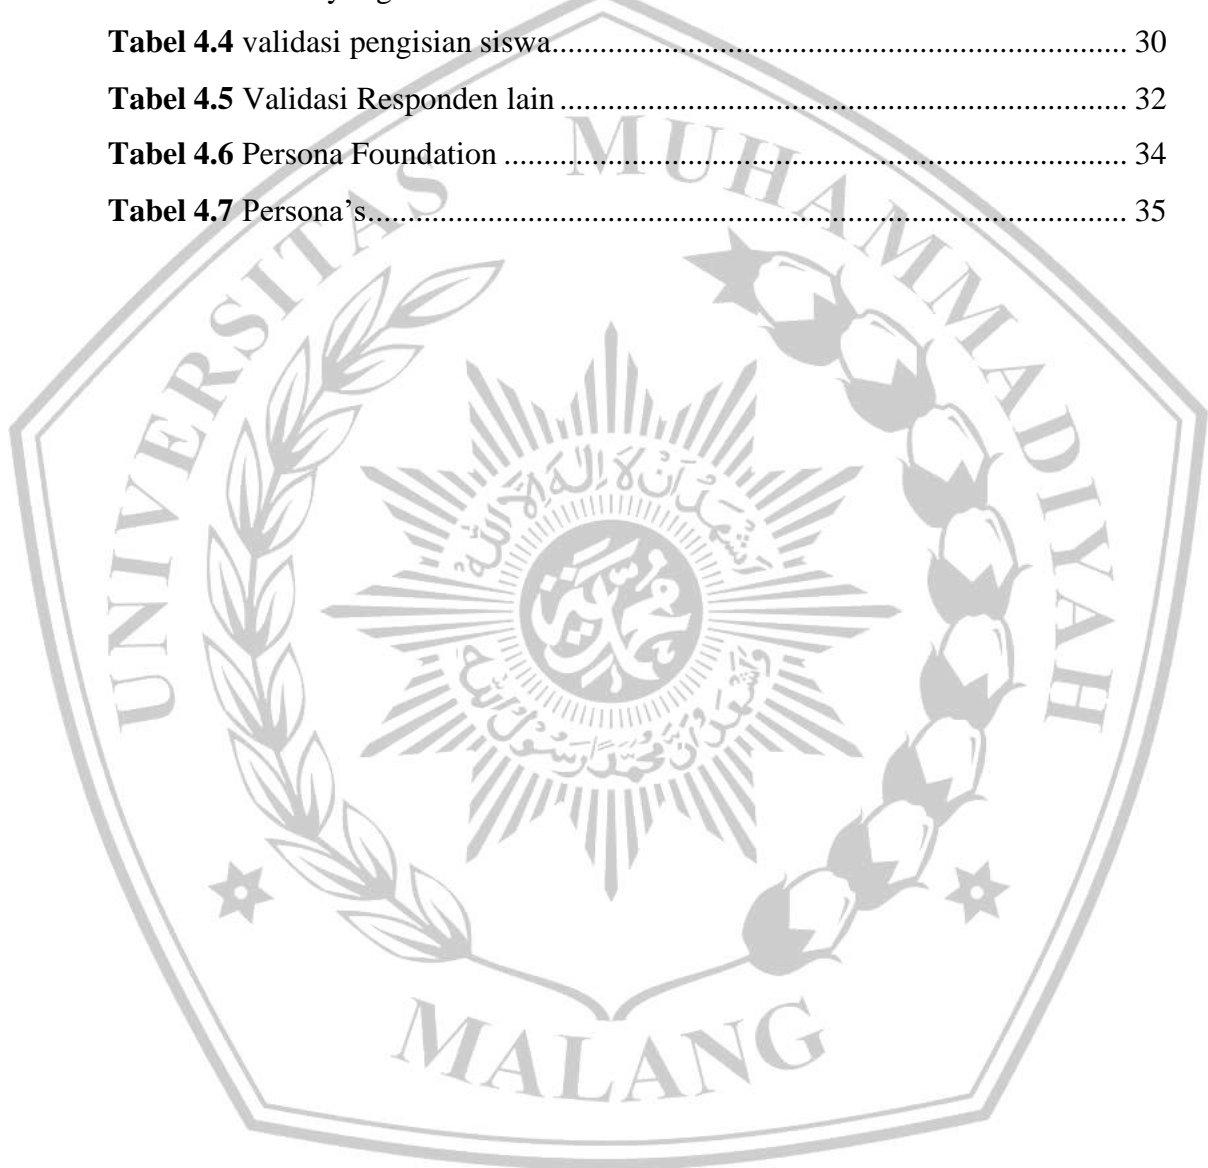 Tabel 4.4 validasi pengisian siswa........................................................................ 30
Tabel 4.5 Validasi Responden lain ....................................................................... 32
Tabel 4.6 Persona Foundation .............................................................................. 34
Tabel 4.7 Persona's............................................................................................... 35
UNIVERSITAS MUHAMMADIYAH
MALANG